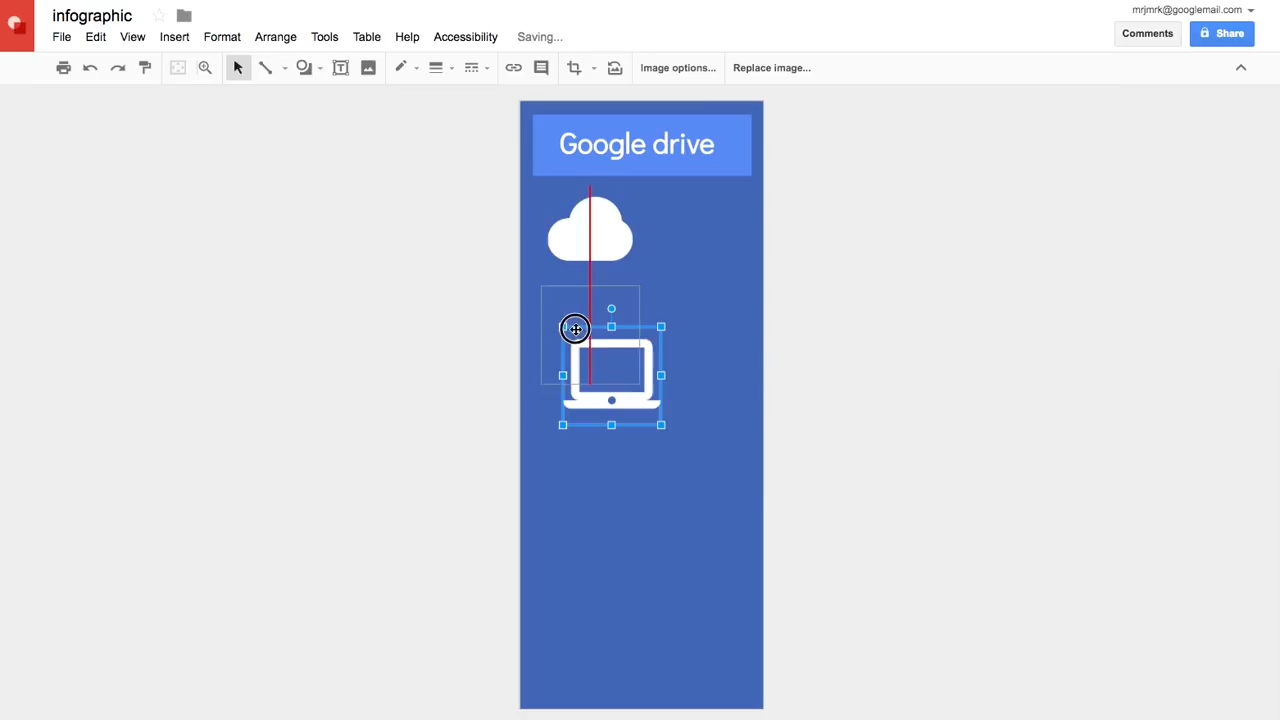 infographic
mrjmrk@googlemail.com
File Edit View Insert Format Arrange Tools Table Help Accessibility Saving...
Comments
Share
Image options... Replace image...
Google drive